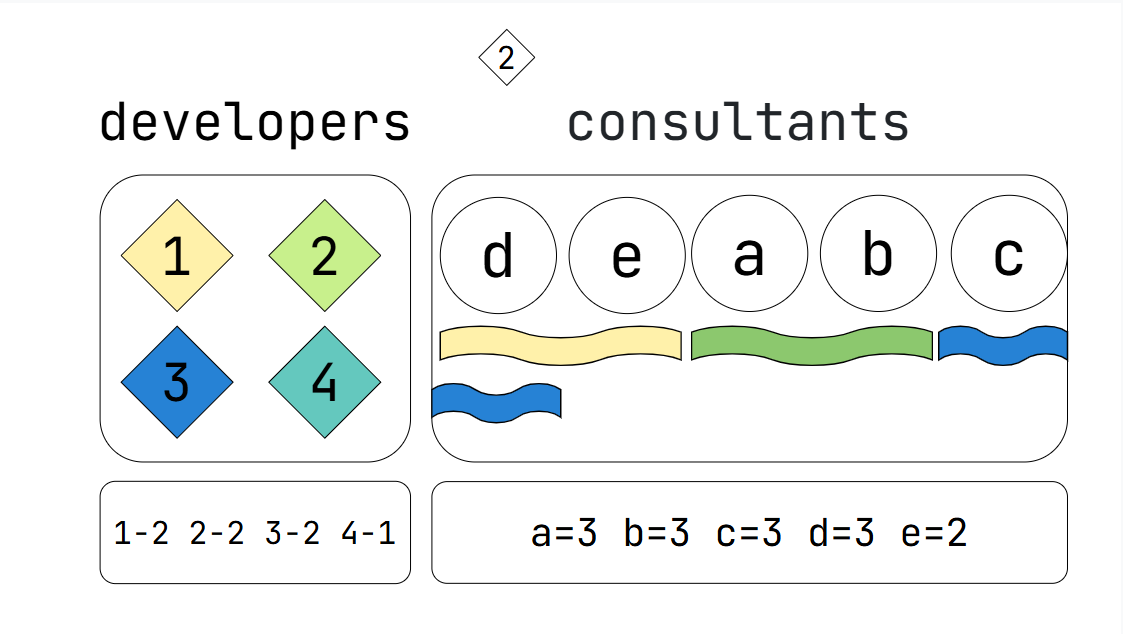 2
developers
consultants
1 2
3 4
d e a b c
1-2 2-2 3-2 4-1
a=3 b=3 c=3 d=3 e=2